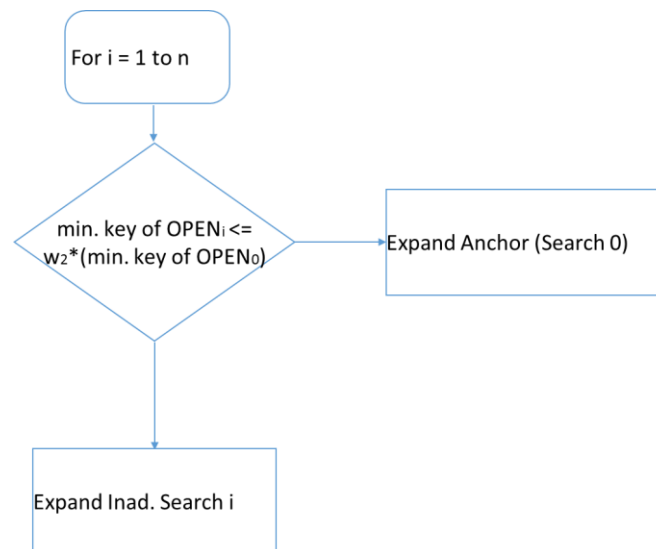 For i = 1 to n
min. key of OPENᵢ <=
w₂*(min. key of OPEN₀)
Expand Anchor (Search 0)
Expand Inad. Search i